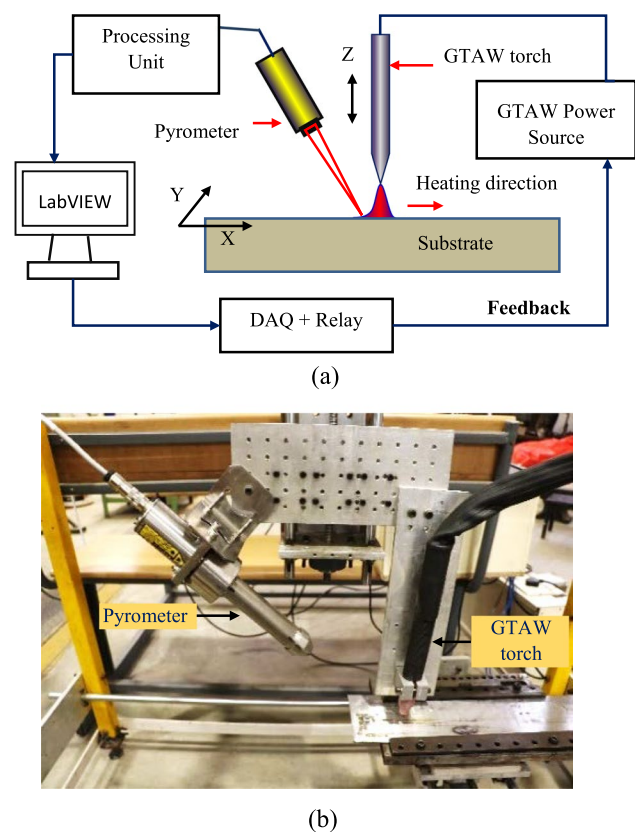 Processing
Unit
Z
GTAW torch
GTAW Power
Source
Pyrometer
Heating direction
LabVIEW
Y
X
Substrate
DAQ + Relay
Feedback
(a)
Pyrometer
GTAW
torch
(b)